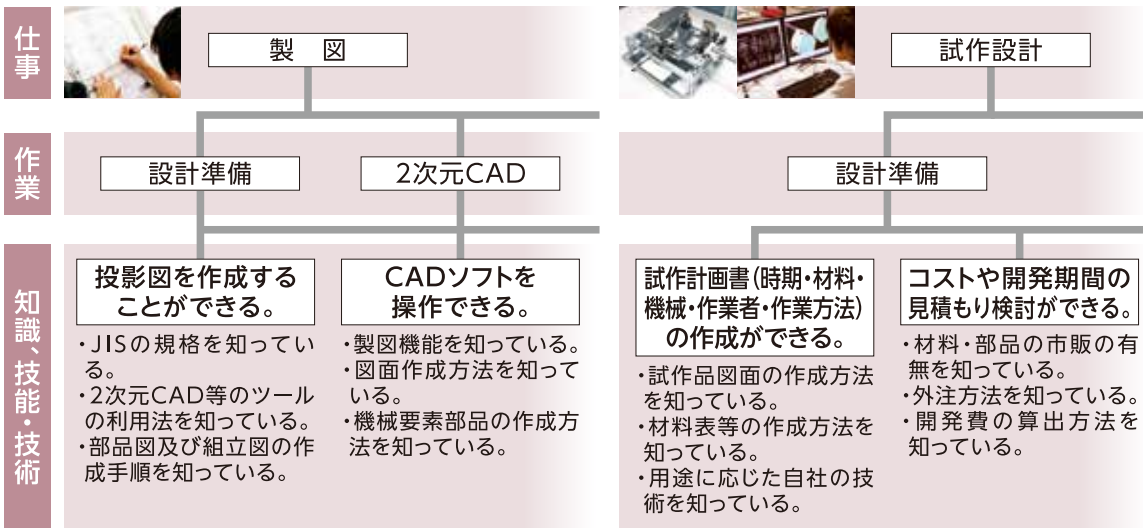 仕事
製 図
試作設計
作業
設計準備
2次元CAD
設計準備
知識、技能・技術
投影図を作成する
ことができる。
・JISの規格を知ってい
る。
・2次元CAD等のツール
の利用法を知っている。
・部品図及び組立図の作
成手順を知っている。
CADソフトを
操作できる。
・製図機能を知っている。
・図面作成方法を知って
いる。
・機械要素部品の作成方
法を知っている。
試作計画書(時期・材料・
機械・作業者・作業方法)
の作成ができる。
・試作品図面の作成方法
を知っている。
・材料表等の作成方法を
知っている。
・用途に応じた自社の技
術を知っている。
コストや開発期間の
見積もり検討ができる。
・材料・部品の市販の有
無を知っている。
・外注方法を知っている。
・開発費の算出方法を
知っている。